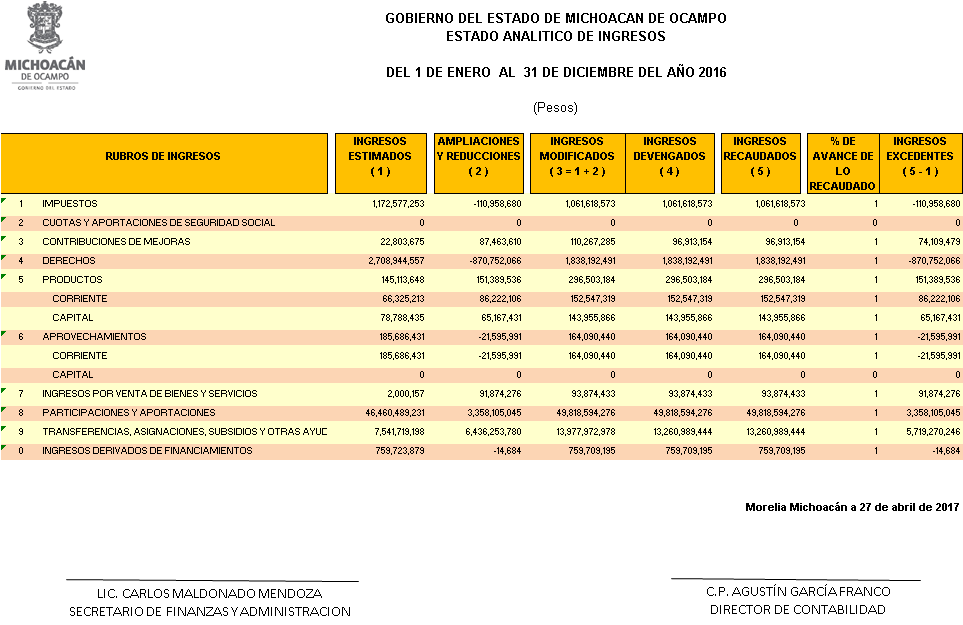 MICHOACÁN
DE OCAMPO
GOBIERNO DEL ESTADO
GOBIERNO DEL ESTADO DE MICHOACAN DE OCAMPO
ESTADO ANALITICO DE INGRESOS
DEL 1 DE ENERO AL 31 DE DICIEMBRE DEL AÑO 2016
(Pesos)
RUBROS DE INGRESOS
INGRESOS
ESTIMADOS
( 1 )
AMPLIACIONES
Y REDUCCIONES
( 2 )
INGRESOS
MODIFICADOS
( 3 = 1 + 2 )
INGRESOS
DEVENGADOS
( 4 )
INGRESOS
RECAUDADOS
( 5 )
% DE
AVANCE DE
LO
RECAUDADO
INGRESOS
EXCEDENTES
( 5 - 1 )
1 IMPUESTOS 1,172,577,253 -110,958,680 1,061,618,573 1,061,618,573 1,061,618,573 1 -110,958,680
2 CUOTAS Y APORTACIONES DE SEGURIDAD SOCIAL 0 0 0 0 0 0 0
3 CONTRIBUCIONES DE MEJORAS 22,803,675 87,463,610 110,267,285 96,913,154 96,913,154 1 74,109,479
4 DERECHOS 2,708,944,557 -870,752,066 1,838,192,491 1,838,192,491 1,838,192,491 1 -870,752,066
5 PRODUCTOS 145,113,648 151,389,536 296,503,184 296,503,184 296,503,184 1 151,389,536
CORRIENTE 66,325,213 86,222,106 152,547,319 152,547,319 152,547,319 1 86,222,106
CAPITAL 78,788,435 65,167,431 143,955,866 143,955,866 143,955,866 1 65,167,431
6 APROVECHAMIENTOS 185,686,431 -21,595,991 164,090,440 164,090,440 164,090,440 1 -21,595,991
CORRIENTE 185,686,431 -21,595,991 164,090,440 164,090,440 164,090,440 1 -21,595,991
CAPITAL 0 0 0 0 0 0 0
7 INGRESOS POR VENTA DE BIENES Y SERVICIOS 2,000,157 91,874,276 93,874,433 93,874,433 93,874,433 1 91,874,276
8 PARTICIPACIONES Y APORTACIONES 46,460,489,231 3,358,105,045 49,818,594,276 49,818,594,276 49,818,594,276 1 3,358,105,045
9 TRANSFERENCIAS, ASIGNACIONES, SUBSIDIOS Y OTRAS AYUD 7,541,719,198 6,436,253,780 13,977,972,978 13,260,989,444 13,260,989,444 1 5,719,270,246
0 INGRESOS DERIVADOS DE FINANCIAMIENTOS 759,723,879 -14,684 759,709,195 759,709,195 759,709,195 1 -14,684
Morelia Michoacán a 27 de abril de 2017
LIC. CARLOS MALDONADO MENDOZA
SECRETARIO DE FINANZAS Y ADMINISTRACION
C.P. AGUSTÍN GARCÍA FRANCO
DIRECTOR DE CONTABILIDAD